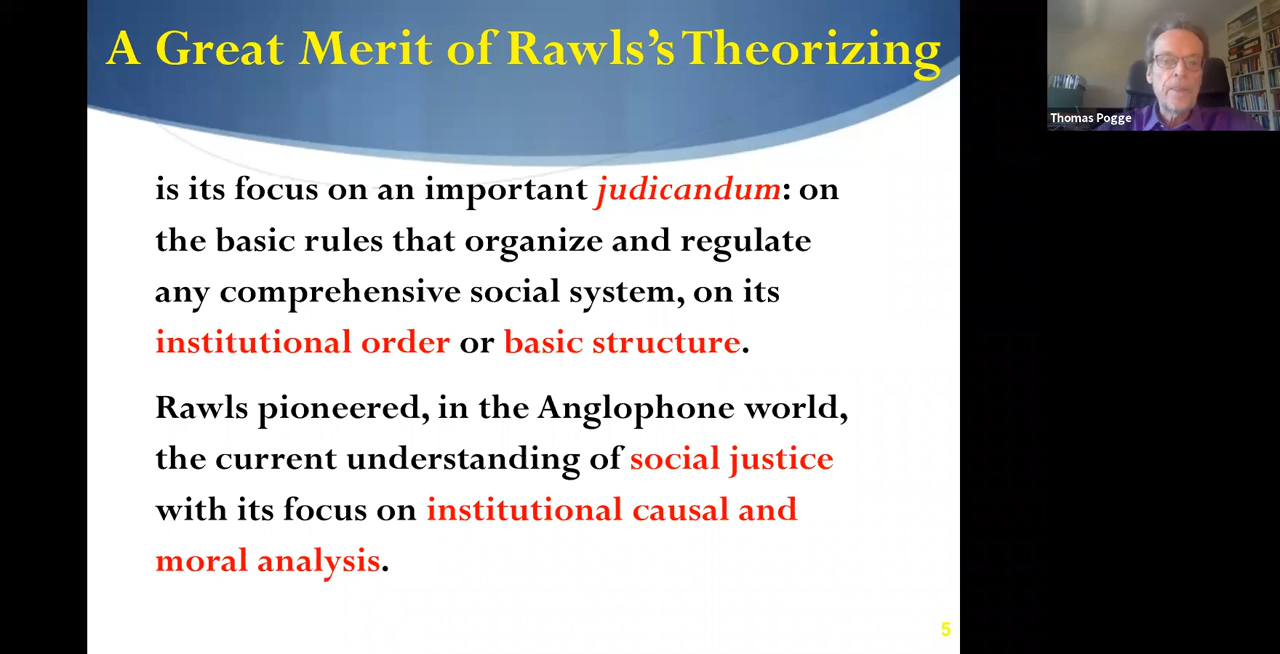 A Great Merit of Rawls’s Theorizing
is its focus on an important judicandum: on
the basic rules that organize and regulate
any comprehensive social system, on its
institutional order or basic structure.
Rawls pioneered, in the Anglophone world,
the current understanding of social justice
with its focus on institutional causal and
moral analysis.
5
Thomas Pogge